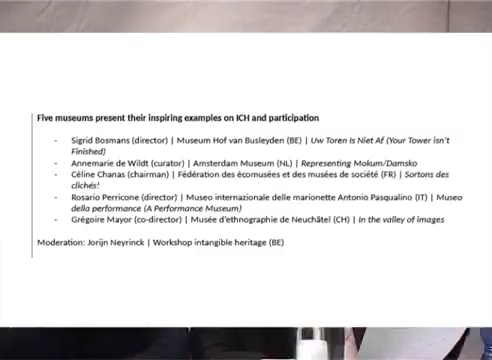 Five museums present their inspiring examples on ICH and participation
- Sigrid Bosmans (director) | Museum Hof van Busleyden (BE) | Uw Toren Is Niet Af (Your Tower isn't
Finished)
- Annemarie de Wildt (curator) | Amsterdam Museum (NL) | Representing Mokum/Damsko
- Céline Chanas (chairman) | Fédération des écomusées et des musées de société (FR) | Sortons des
clichés!
- Rosario Perricone (director) | Museo internazionale delle marionette Antonio Pasqualino (IT) | Museo
della performance (A Performance Museum)
- Grégoire Mayor (co-director) | Musée d'ethnographie de Neuchâtel (CH) | In the valley of images
Moderation: Jorijn Neyrinck | Workshop intangible heritage (BE)